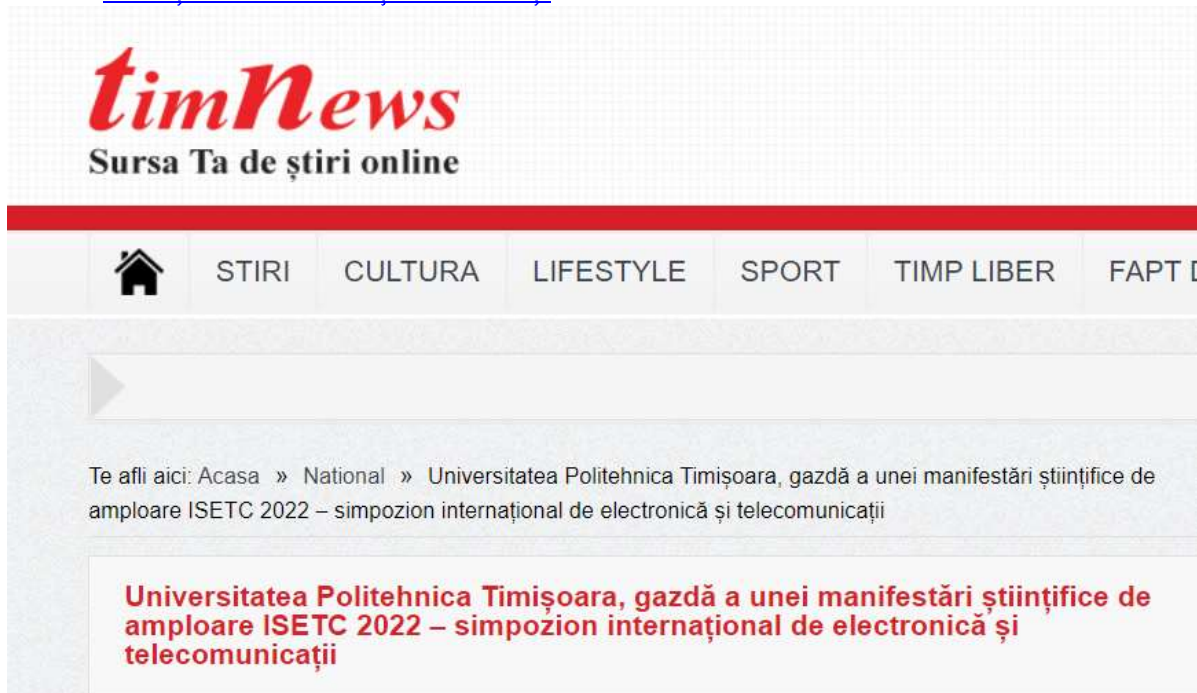 timNews
Sursa Ta de știri online
STIRI CULTURA LIFESTYLE SPORT TIMP LIBER FAPT
Te afli aici: Acasa » National » Universitatea Politehnica Timișoara, gazdă a unei manifestări științifice de
amploare ISETC 2022 – simpozion internațional de electronică și telecomunicații
Universitatea Politehnica Timișoara, gazdă a unei manifestări științifice de
amploare ISETC 2022 – simpozion internațional de electronică și
telecomunicații